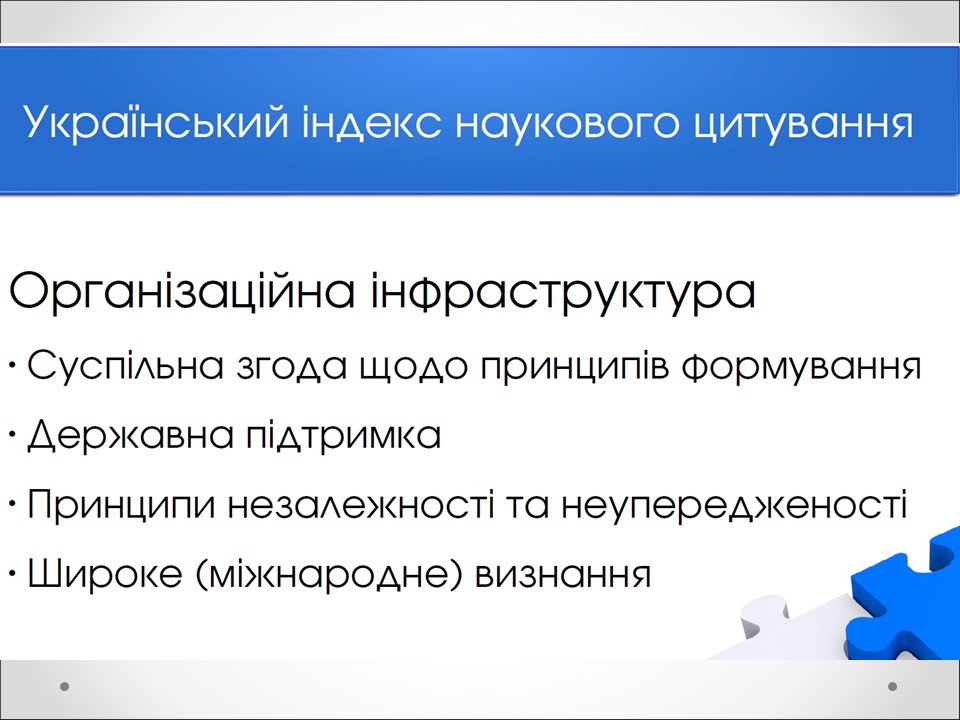 Український індекс наукового цитування
Організаційна інфраструктура
• Суспільна згода щодо принципів формування
• Державна підтримка
• Принципи незалежності та неупередженості
• Широке (міжнародне) визнання